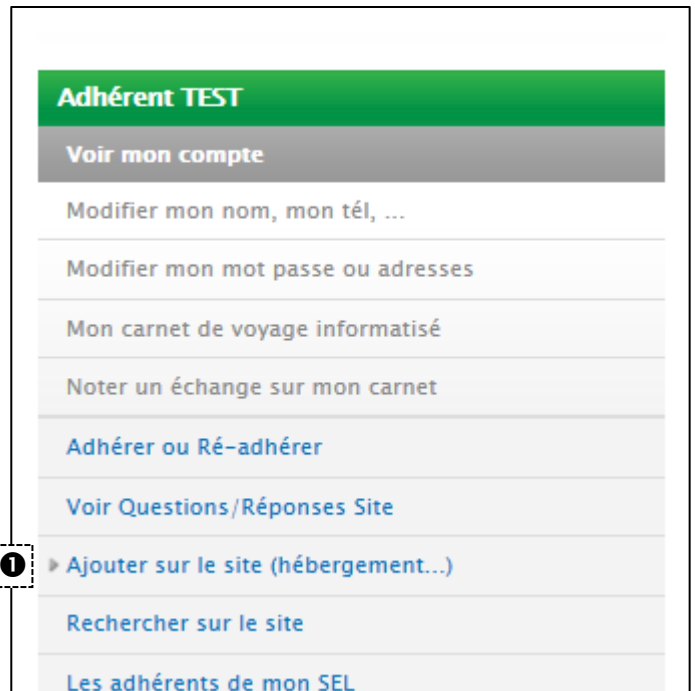 Adhérent TEST
Voir mon compte
Modifier mon nom, mon tél, ...
Modifier mon mot passe ou adresses
Mon carnet de voyage informatisé
Noter un échange sur mon carnet
Adhérer ou Ré-adhérer
Voir Questions/Réponses Site
❶ Ajouter sur le site (hébergement...)
Rechercher sur le site
Les adhérents de mon SEL